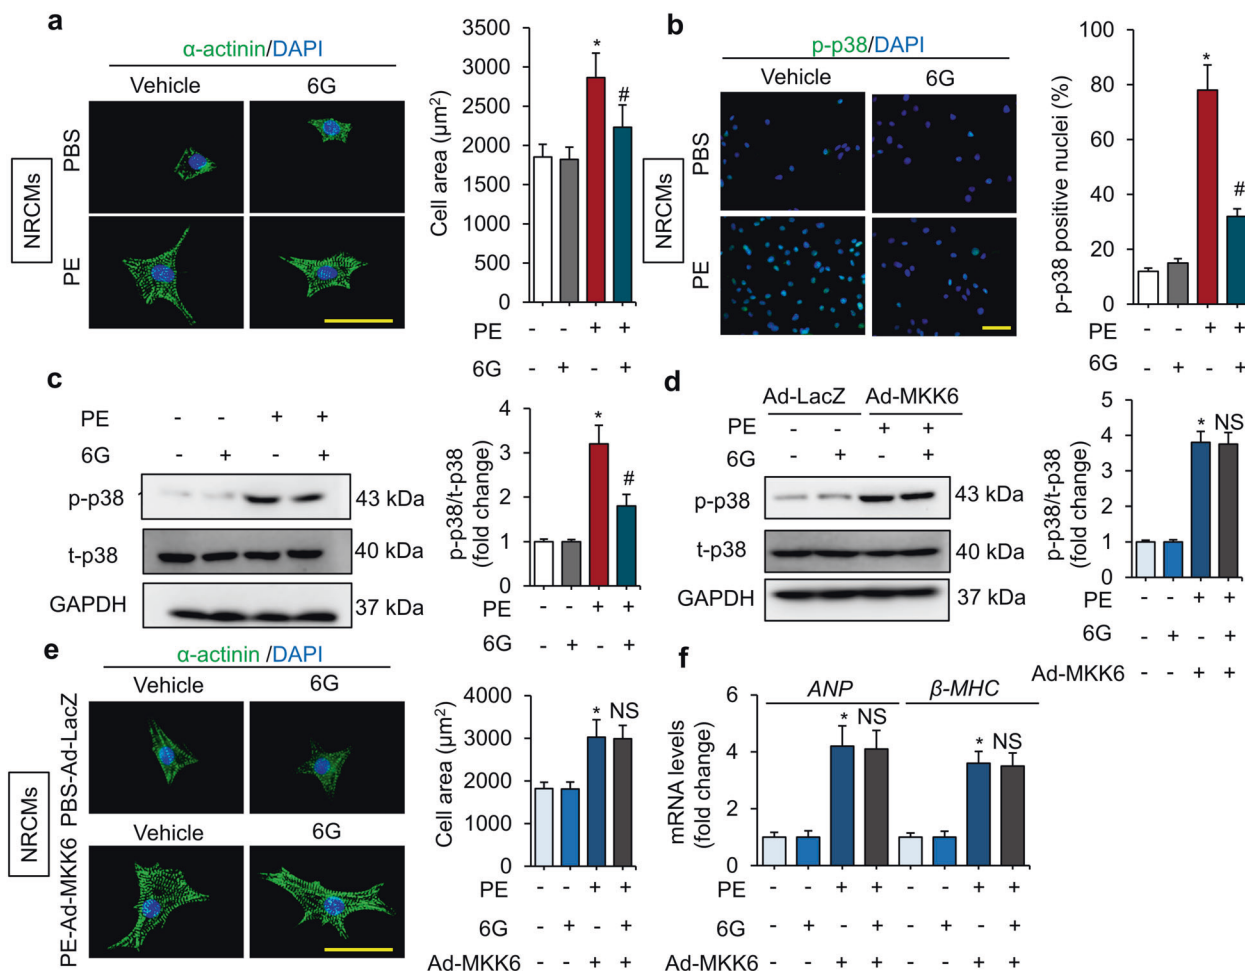 a
α-actinin/DAPI
Vehicle 6G
NRCMs
PBS
PE
Cell area (µm²)
3500
3000
2500
2000
1500
1000
500
0
* #
PE - - + +
6G - + - +
b
p-p38/DAPI
Vehicle 6G
NRCMs
PBS
PE
p-p38 positive nuclei (%)
100
80
60
40
20
0
* #
PE - - + +
6G - + - +
c
PE - - + +
6G - + - +
p-p38 43 kDa
t-p38 40 kDa
GAPDH 37 kDa
p-p38/t-p38
(fold change)
4
3
2
1
0
* #
PE - - + +
6G - + - +
d
Ad-LacZ Ad-MKK6
PE - - + +
6G - + - +
p-p38 43 kDa
t-p38 40 kDa
GAPDH 37 kDa
p-p38/t-p38
(fold change)
5
4
3
2
1
0
* NS
PE - - + +
6G - + - +
Ad-MKK6 - - + +
e
α-actinin /DAPI
Vehicle 6G
NRCMs
PBS-Ad-LacZ
Vehicle 6G
PE-Ad-MKK6
Cell area (µm²)
4000
3000
2000
1000
0
* NS
PE - - + +
6G - + - +
Ad-MKK6 - - + +
f
mRNA levels
(fold change)
6
4
2
0
ANP β-MHC
* NS * NS
PE - - + + - - + +
6G - + - + - + - +
Ad-MKK6 - - + + - - + +